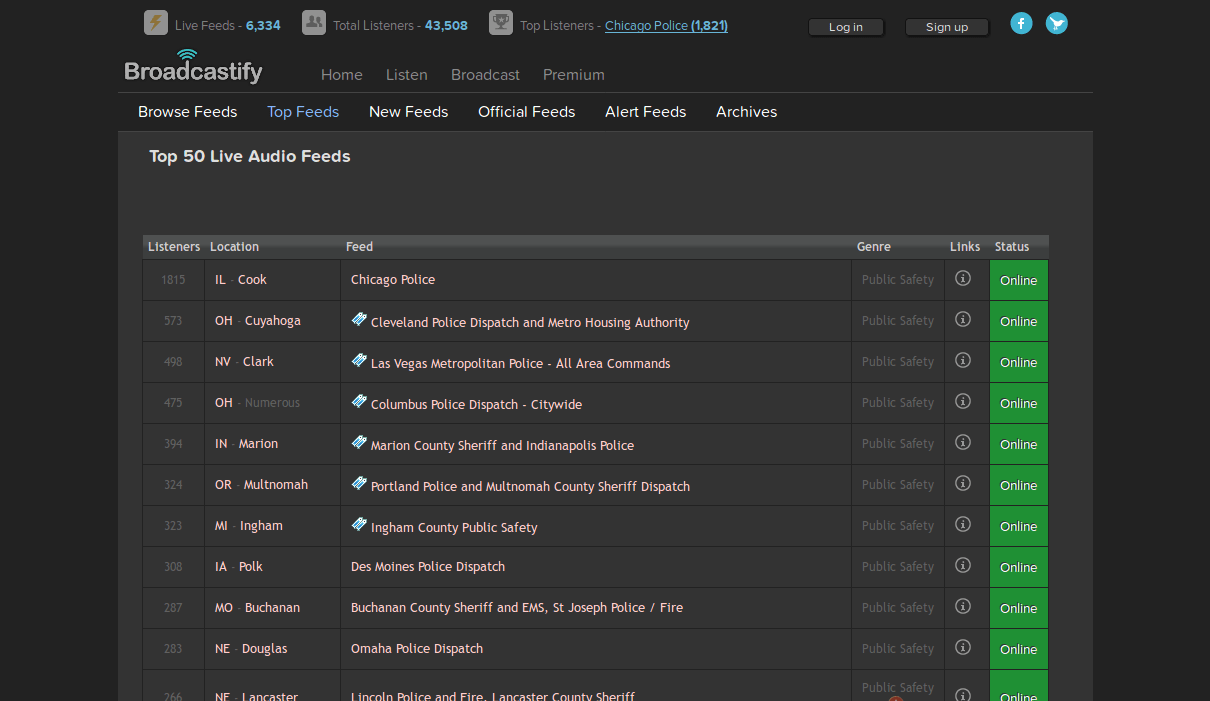 Live Feeds - 6,334 Total Listeners - 43,508 Top Listeners - Chicago Police (1,821) Log in Sign up
Broadcastify Home Listen Broadcast Premium
Browse Feeds Top Feeds New Feeds Official Feeds Alert Feeds Archives
Top 50 Live Audio Feeds
Listeners Location Feed Genre Links Status
1815 IL - Cook Chicago Police Public Safety Online
573 OH - Cuyahoga Cleveland Police Dispatch and Metro Housing Authority Public Safety Online
498 NV - Clark Las Vegas Metropolitan Police - All Area Commands Public Safety Online
475 OH - Numerous Columbus Police Dispatch - Citywide Public Safety Online
394 IN - Marion Marion County Sheriff and Indianapolis Police Public Safety Online
324 OR - Multnomah Portland Police and Multnomah County Sheriff Dispatch Public Safety Online
323 MI - Ingham Ingham County Public Safety Public Safety Online
308 IA - Polk Des Moines Police Dispatch Public Safety Online
287 MO - Buchanan Buchanan County Sheriff and EMS, St Joseph Police / Fire Public Safety Online
283 NE - Douglas Omaha Police Dispatch Public Safety Online
266 NE - Lancaster Lincoln Police and Fire, Lancaster County Sheriff Public Safety Online